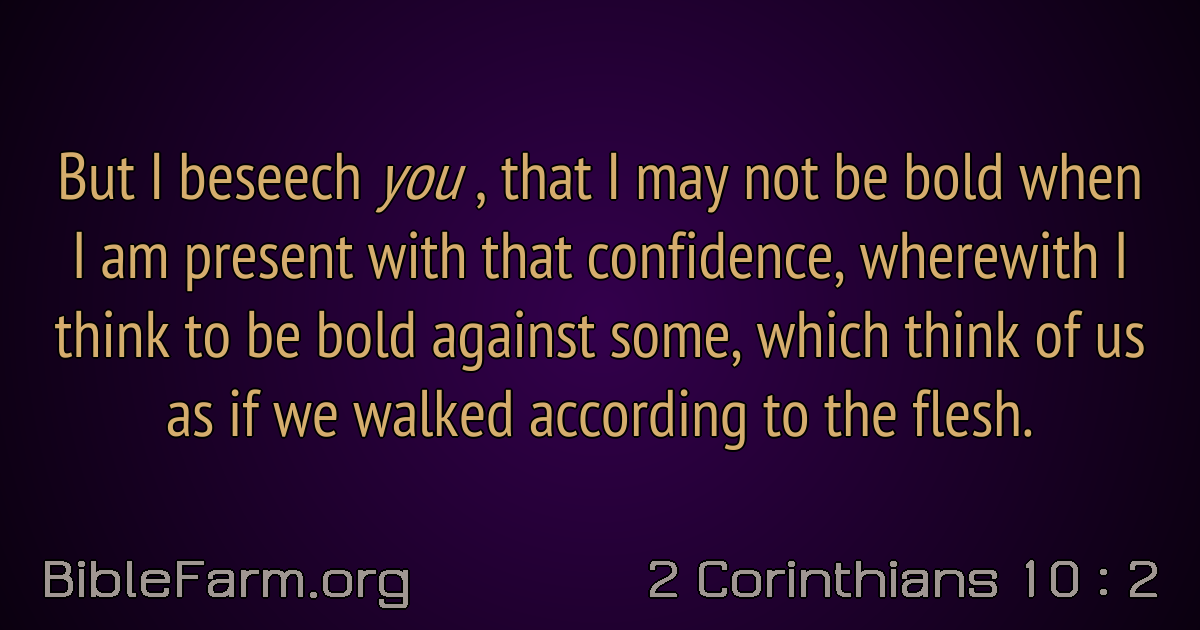 But I beseech you , that I may not be bold when
I am present with that confidence, wherewith I
think to be bold against some, which think of us
as if we walked according to the flesh.
BibleFarm.org
2 Corinthians 10 : 2